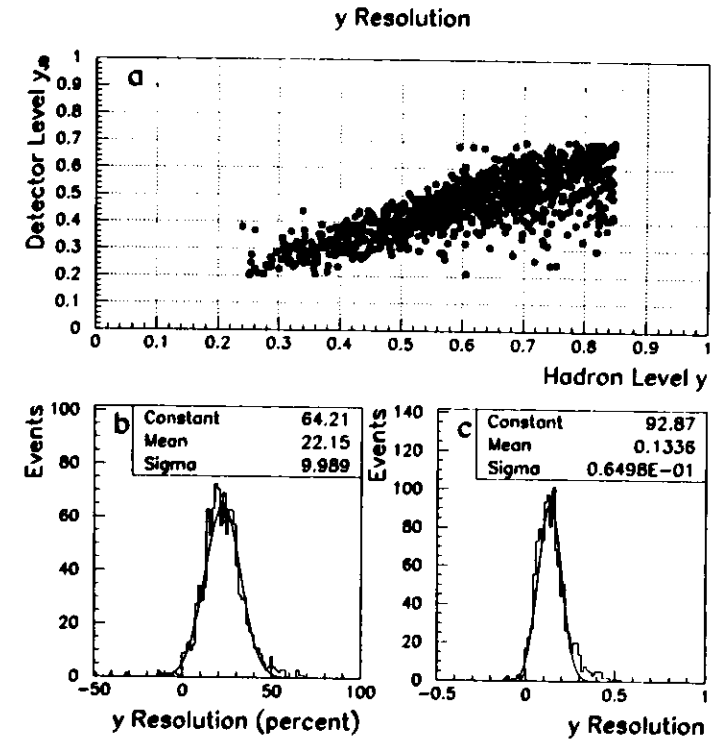 y Resolution
Detector Level y
a
1
0.9
0.8
0.7
0.6
0.5
0.4
0.3
0.2
0.1
0
0 0.1 0.2 0.3 0.4 0.5 0.6 0.7 0.8 0.9 1
Hadron Level y
Events
b
Constant 64.21
Mean 22.15
Sigma 9.989
100
80
60
40
20
0
-50 0 50 100
y Resolution (percent)
Events
c
Constant 92.87
Mean 0.1336
Sigma 0.6498E-01
140
120
100
80
60
40
20
0
-0.5 0 0.5 1
y Resolution